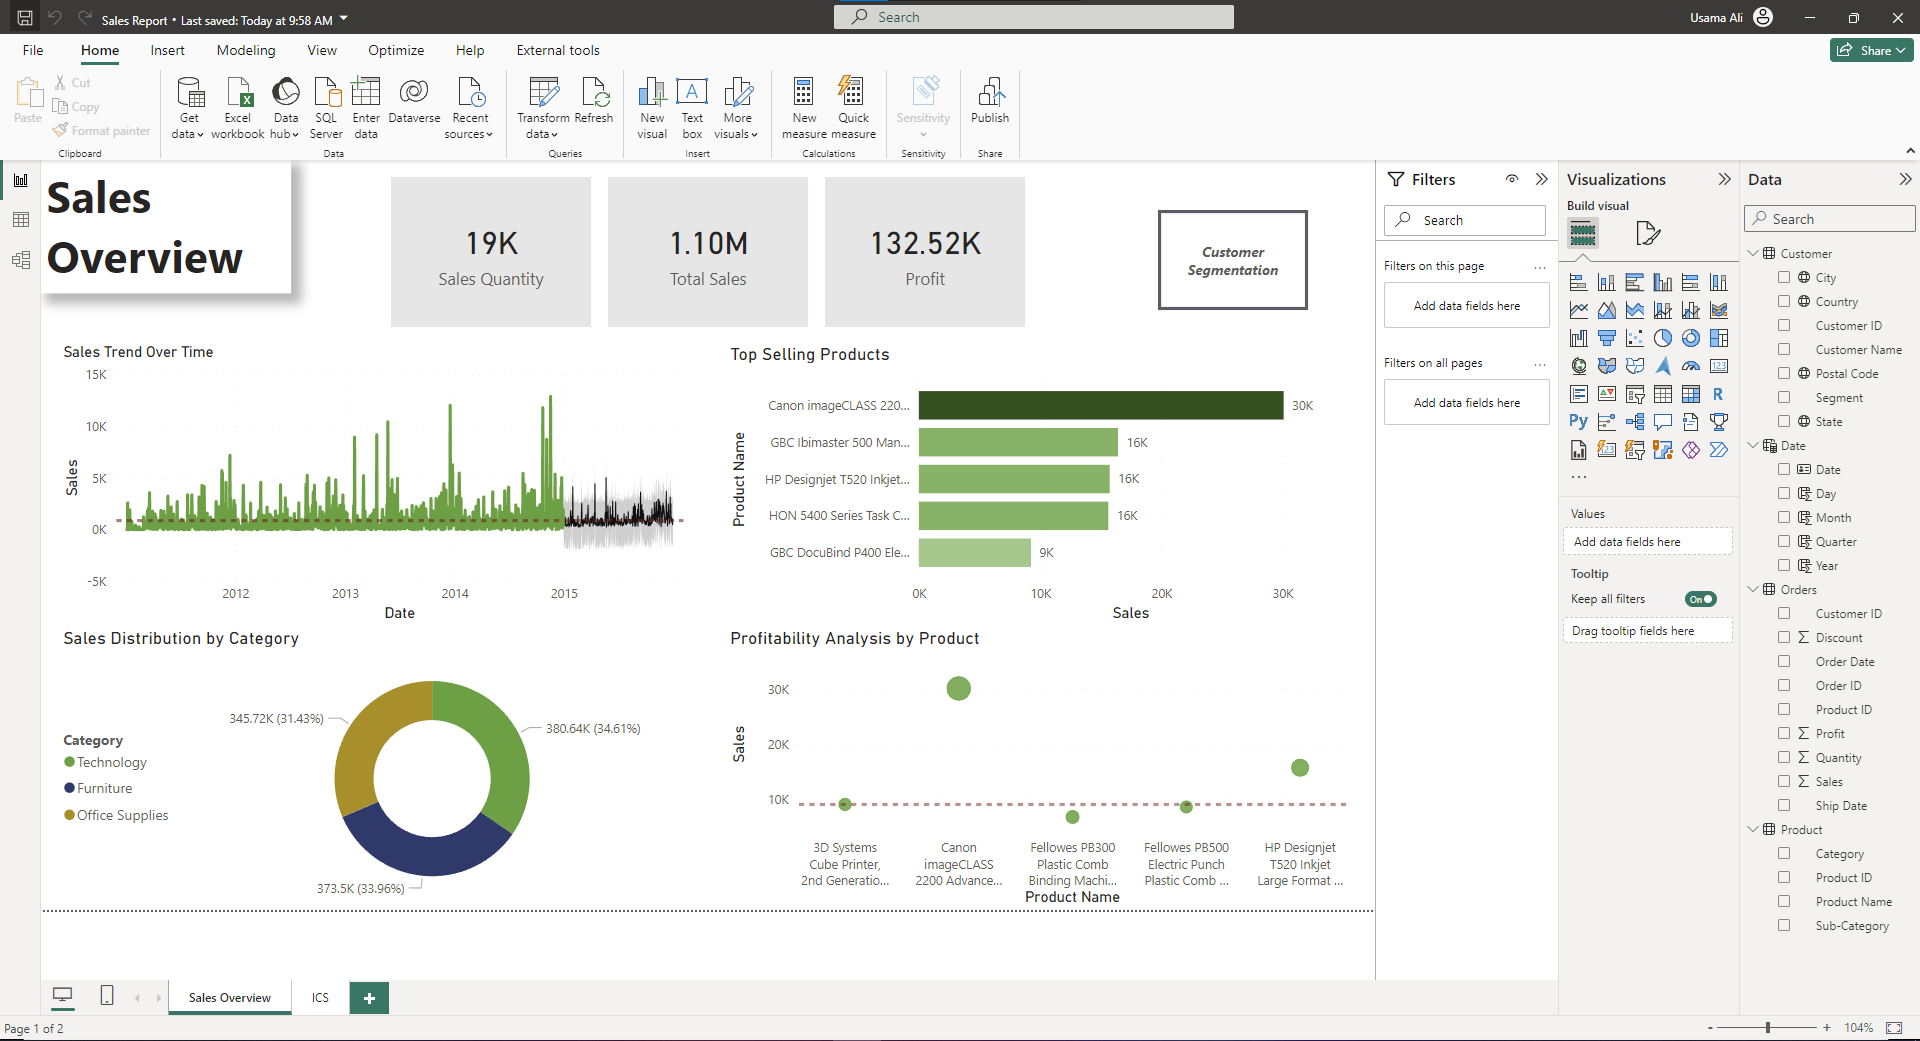 Sales Report • Last saved: Today at 9:58 AM
Search
Usama Ali
File
Home
Insert
Modeling
View
Optimize
Help
External tools
Share
Paste
Cut
Copy
Format painter
Clipboard
Get data
Excel workbook
Data hub
SQL Server
Enter data
Dataverse
Recent sources
Data
Transform data
Refresh
Queries
New visual
Text box
More visuals
Insert
New measure
Quick measure
Calculations
Sensitivity
Sensitivity
Publish
Share
Sales
Overview
19K
Sales Quantity
1.10M
Total Sales
132.52K
Profit
Customer
Segmentation
Sales Trend Over Time
15K
10K
5K
0K
-5K
Sales
2012
2013
2014
2015
Date
Top Selling Products
Product Name
Canon imageCLASS 220...
30K
GBC Ibimaster 500 Man...
16K
HP Designjet T520 Inkjet...
16K
HON 5400 Series Task C...
16K
GBC DocuBind P400 Ele...
9K
0K
10K
20K
30K
Sales
Sales Distribution by Category
Category
Technology
Furniture
Office Supplies
345.72K (31.43%)
380.64K (34.61%)
373.5K (33.96%)
Profitability Analysis by Product
30K
20K
10K
Sales
3D Systems
Cube Printer,
2nd Generatio...
Canon
imageCLASS
2200 Advance...
Fellowes PB300
Plastic Comb
Binding Machi...
Fellowes PB500
Electric Punch
Plastic Comb ...
HP Designjet
T520 Inkjet
Large Format ...
Product Name
Filters
Search
Filters on this page
Add data fields here
Filters on all pages
Add data fields here
Visualizations
Build visual
R
Py
123
123
Values
Add data fields here
Tooltip
Keep all filters
On
Drag tooltip fields here
Data
Search
Customer
City
Country
Customer ID
Customer Name
Postal Code
Segment
State
Date
Date
Day
Month
Quarter
Year
Orders
Customer ID
Discount
Order Date
Order ID
Product ID
Profit
Quantity
Sales
Ship Date
Product
Category
Product ID
Product Name
Sub-Category
Sales Overview
ICS
Page 1 of 2
104%